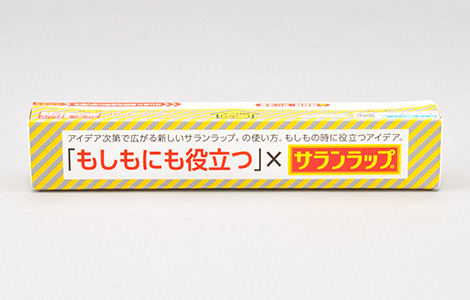 アイデア次第で広がる新しいサランラップ®の使い方。もしもの時に役立つアイデア。
「もしもにも役立つ」×サランラップ®